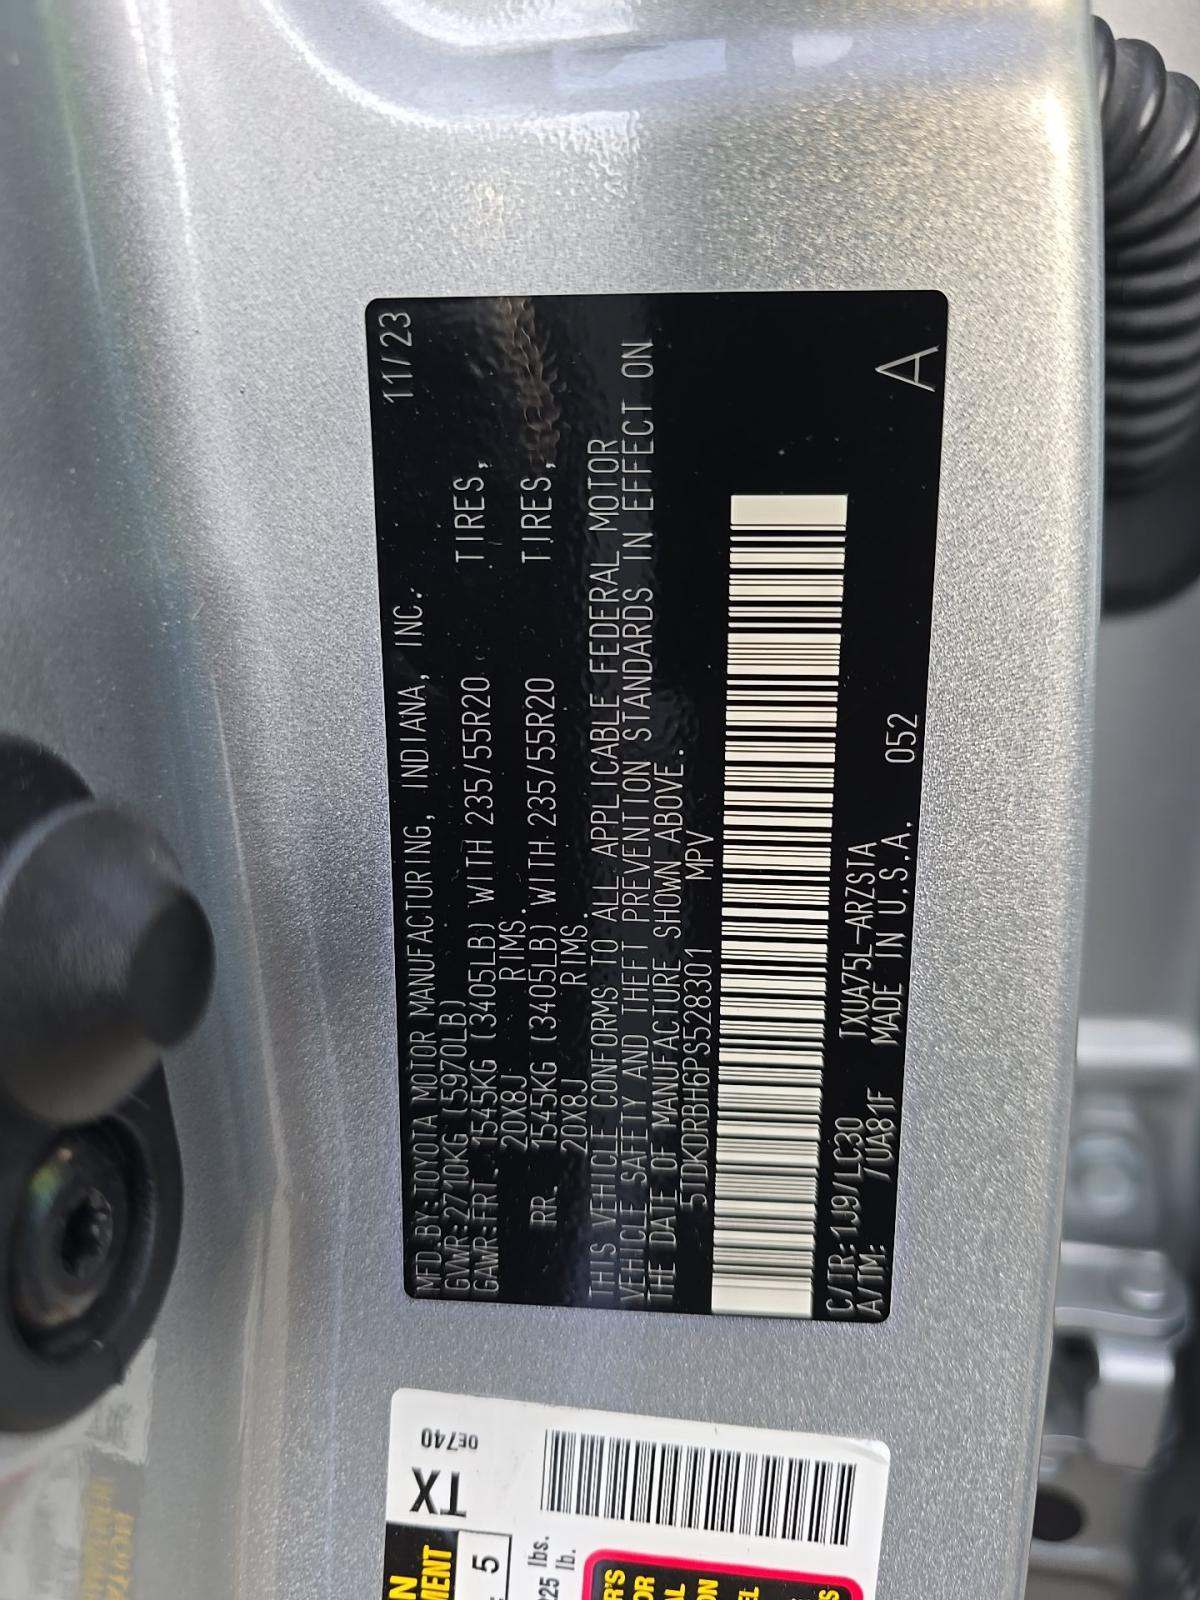 11/23
MFD.BY:TOYOTA MOTOR MANUFACTURING, INDIANA, INC.
GVWR:2710KG (5970LB)
GAWR:FRT. 1545KG (3405LB) WITH 235/55R20 TIRES,
20X8J RIMS.
RR. 1545KG (3405LB) WITH 235/55R20 TIRES,
20X8J RIMS.
THIS VEHICLE CONFORMS TO ALL APPLICABLE FEDERAL MOTOR
VEHICLE SAFETY AND THEFT PREVENTION STANDARDS IN EFFECT ON
THE DATE OF MANUFACTURE SHOWN ABOVE.
5TDKDRBH6PS528301 MPV
C/TR:1J9/LC30 TXUA75L-ARZSTA
A/TM: /UA81F MADE IN U.S.A. 052
A
TX
0E740
5
lbs.
lb.